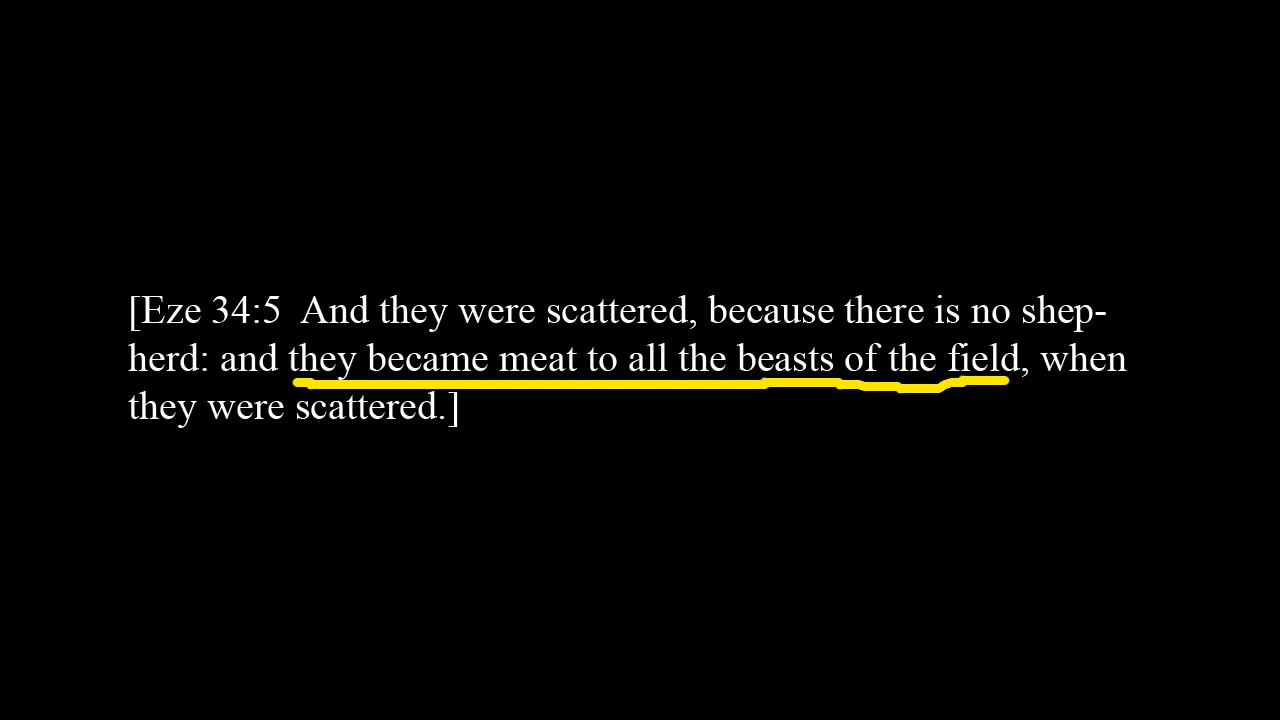 [Eze 34:5  And they were scattered, because there is no shep-
herd: and they became meat to all the beasts of the field, when
they were scattered.]